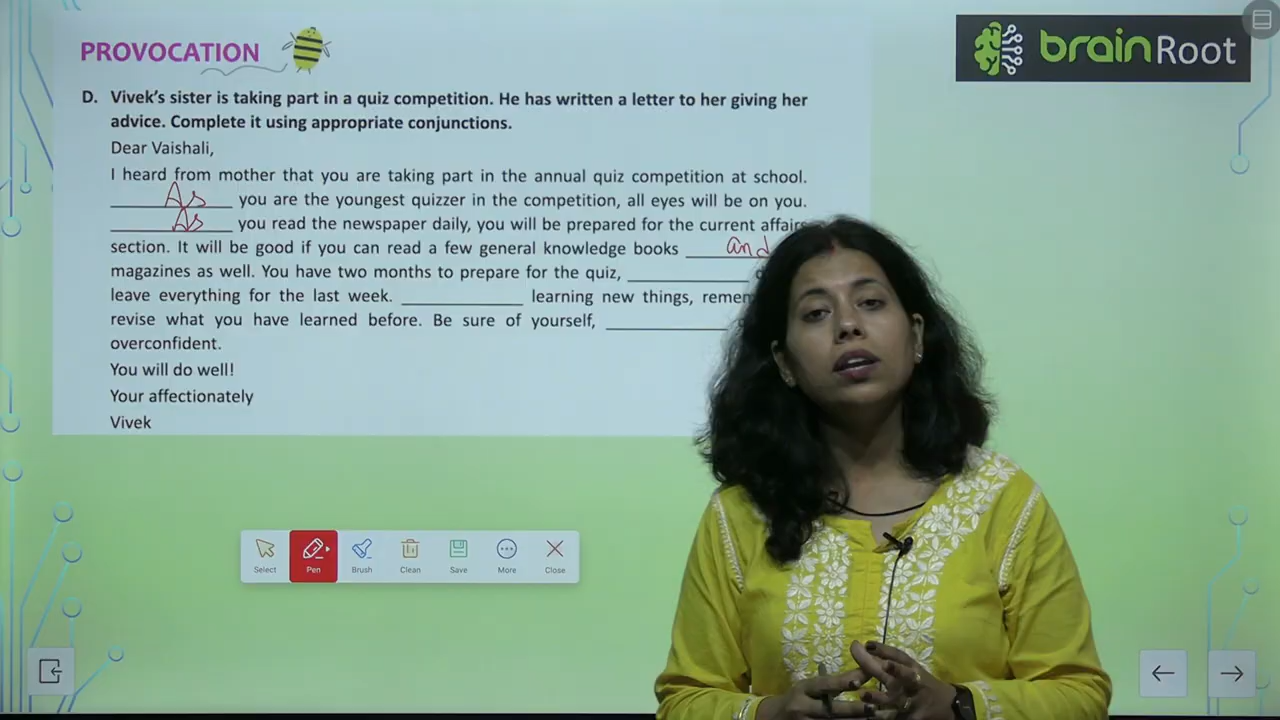 PROVOCATION
brainRoot
D. Vivek's sister is taking part in a quiz competition. He has written a letter to her giving her
advice. Complete it using appropriate conjunctions.
Dear Vaishali,
I heard from mother that you are taking part in the annual quiz competition at school.
As you are the youngest quizzer in the competition, all eyes will be on you.
As you read the newspaper daily, you will be prepared for the current affairs
section. It will be good if you can read a few general knowledge books and
magazines as well. You have two months to prepare for the quiz, ____________
leave everything for the last week. ____________ learning new things,
revise what you have learned before. Be sure of yourself, ____________
overconfident.
You will do well!
Your affectionately
Vivek
Select Pen Brush Clean Save More Close